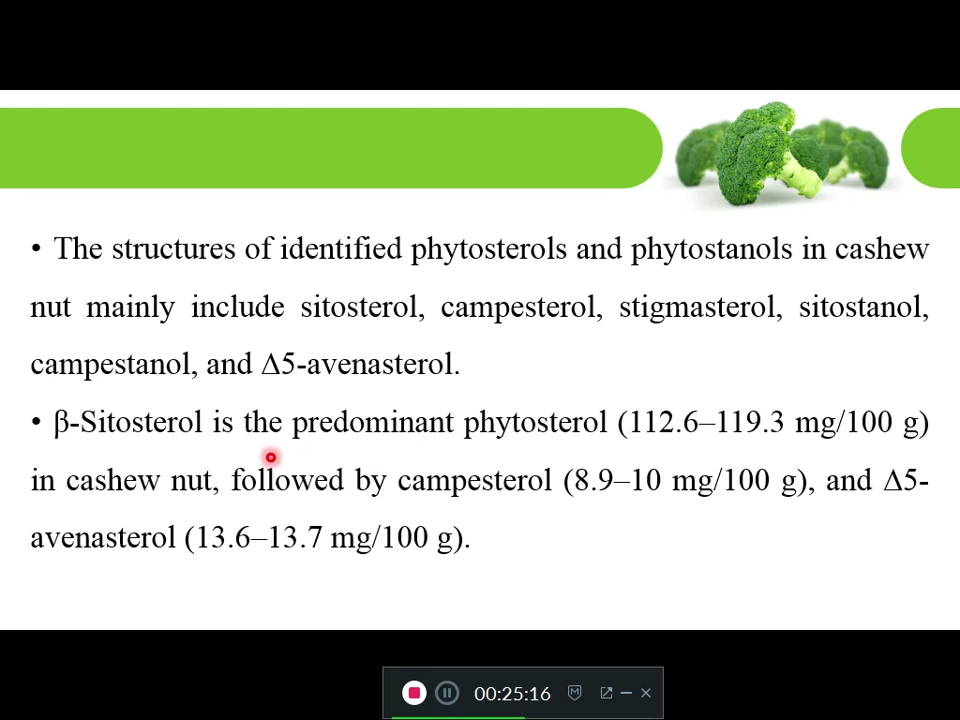 • The structures of identified phytosterols and phytostanols in cashew
nut mainly include sitosterol, campesterol, stigmasterol, sitostanol,
campestanol, and Δ5-avenasterol.
• β-Sitosterol is the predominant phytosterol (112.6–119.3 mg/100 g)
in cashew nut, followed by campesterol (8.9–10 mg/100 g), and Δ5-
avenasterol (13.6–13.7 mg/100 g).
00:25:16